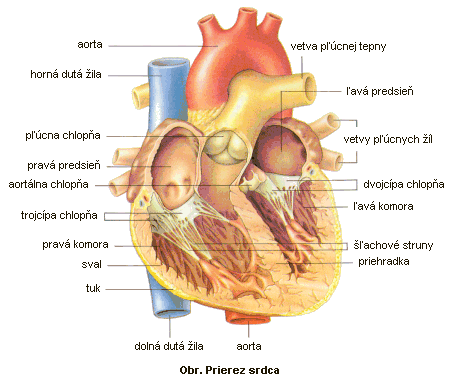 aorta
vetva pľúcnej tepny
horná dutá žila
ľavá predsieň
pľúcna chlopňa
vetvy pľúcnych žíl
pravá predsieň
aortálna chlopňa
dvojcípa chlopňa
trojcípa chlopňa
ľavá komora
pravá komora
šľachové struny
sval
priehradka
tuk
dolná dutá žila
aorta
Obr. Prierez srdca